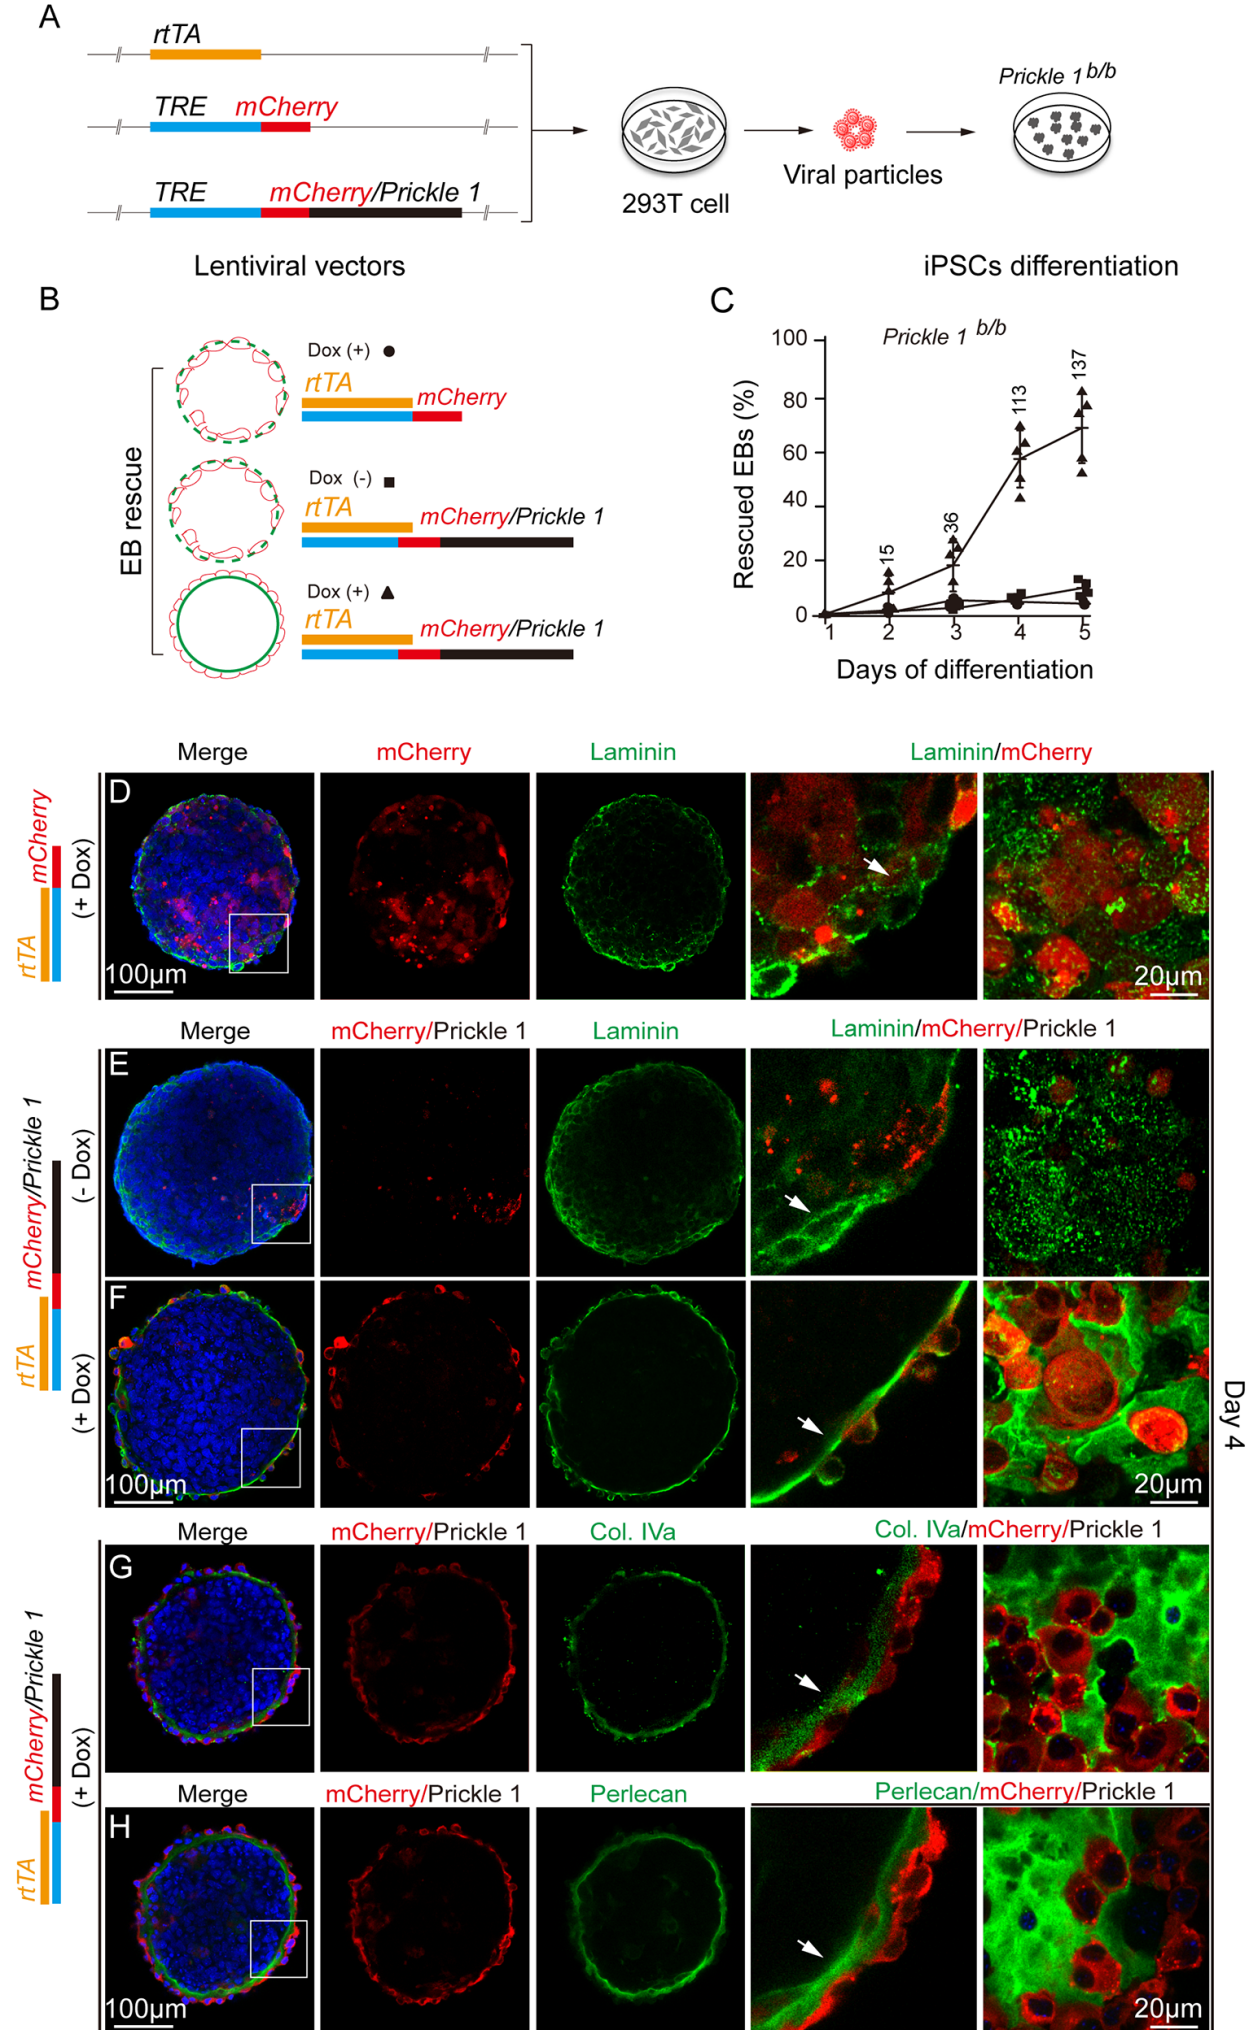 A
rtTA
TRE mCherry
TRE mCherry/Prickle 1
Lentiviral vectors
293T cell
Viral particles
Prickle 1 b/b
iPSCs differentiation
B
EB rescue
Dox (+)
rtTA
mCherry
Dox (-)
rtTA
mCherry/Prickle 1
Dox (+)
rtTA
mCherry/Prickle 1
C
Prickle 1 b/b
Rescued EBs (%)
100
80
60
40
20
0
15
36
113
137
1 2 3 4 5
Days of differentiation
Merge mCherry Laminin Laminin/mCherry
rtTA mCherry
(+ Dox)
D
100µm
20µm
Merge mCherry/Prickle 1 Laminin Laminin/mCherry/Prickle 1
rtTA mCherry/Prickle 1
(- Dox)
E
(+ Dox)
F
100µm
20µm
Day 4
Merge mCherry/Prickle 1 Col. IVa Col. IVa/mCherry/Prickle 1
rtTA mCherry/Prickle 1
(+ Dox)
G
Merge mCherry/Prickle 1 Perlecan Perlecan/mCherry/Prickle 1
H
100µm
20µm